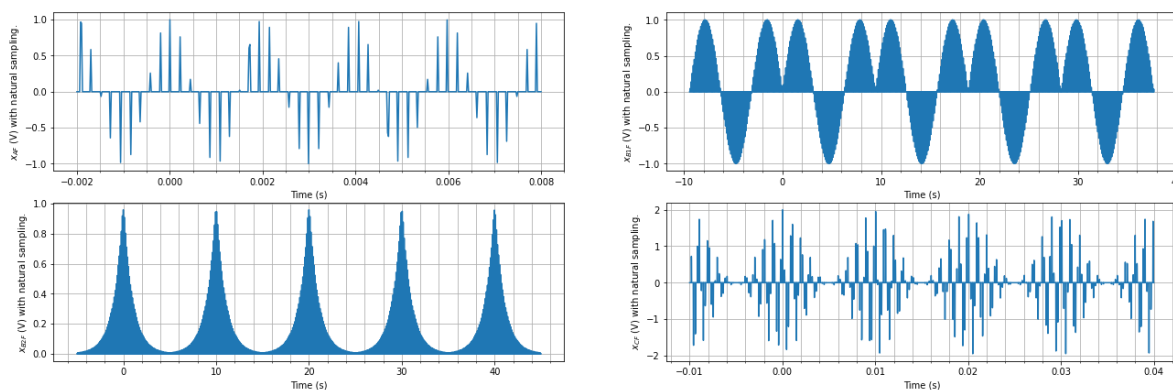 x_AF (V) with natural sampling.
1.0
0.5
0.0
−0.5
−1.0
−0.002 0.000 0.002 0.004 0.006 0.008
Time (s)
x_B1F (V) with natural sampling.
1.0
0.5
0.0
−0.5
−1.0
−10 0 10 20 30
Time (s)
x_B2F (V) with natural sampling.
1.0
0.8
0.6
0.4
0.2
0.0
0 10 20 30 40
Time (s)
x_CF (V) with natural sampling.
2
1
0
−1
−2
−0.01 0.00 0.01 0.02 0.03 0.04
Time (s)